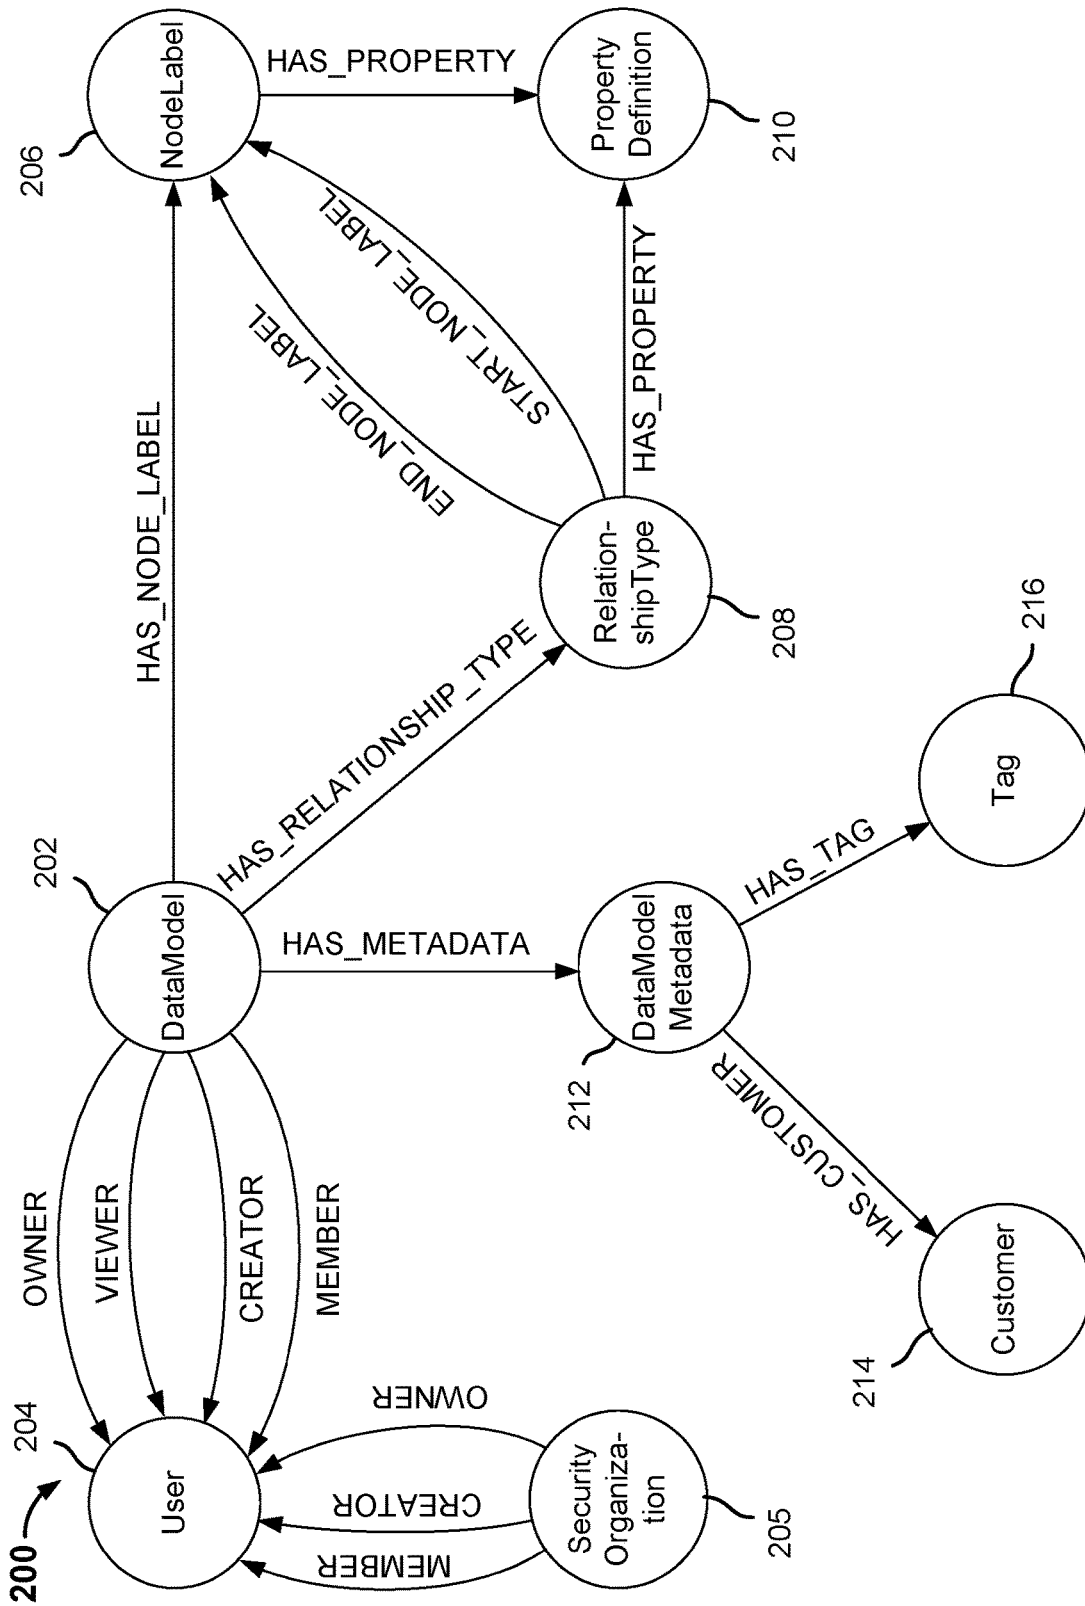 200
204
User
OWNER
VIEWER
CREATOR
MEMBER
202
DataModel
HAS_NODE_LABEL
206
NodeLabel
HAS_PROPERTY
HAS_RELATIONSHIP_TYPE
END_NODE_LABEL
START_NODE_LABEL
Relation-
shipType
208
HAS_PROPERTY
Property
Definition
210
MEMBER
CREATOR
OWNER
Security
Organiza-
tion
205
HAS_METADATA
212
DataModel
Metadata
HAS_CUSTOMER
HAS_TAG
214
Customer
Tag
216